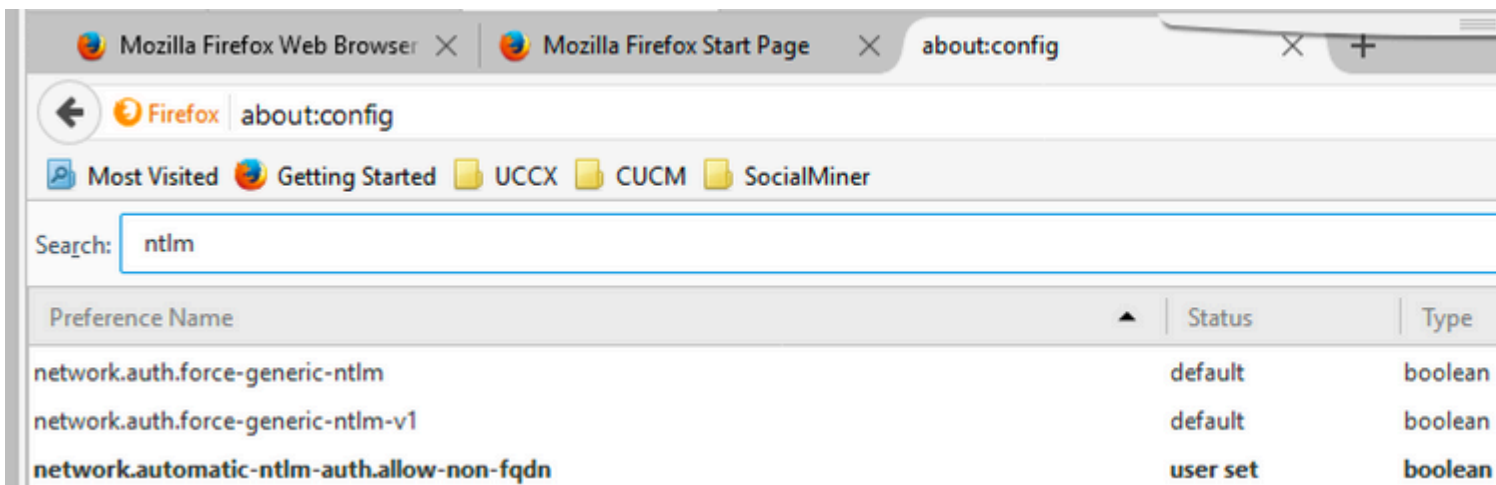 Mozilla Firefox Web Browser Mozilla Firefox Start Page about:config
Firefox about:config
Most Visited Getting Started UCCX CUCM SocialMiner
Search: ntlm
Preference Name Status Type
network.auth.force-generic-ntlm default boolean
network.auth.force-generic-ntlm-v1 default boolean
network.automatic-ntlm-auth.allow-non-fqdn user set boolean